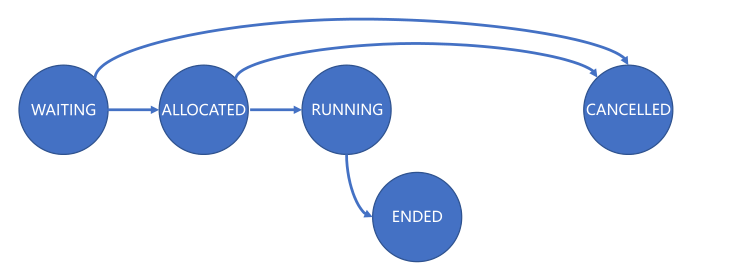 WAITING
ALLOCATED
RUNNING
CANCELLED
ENDED